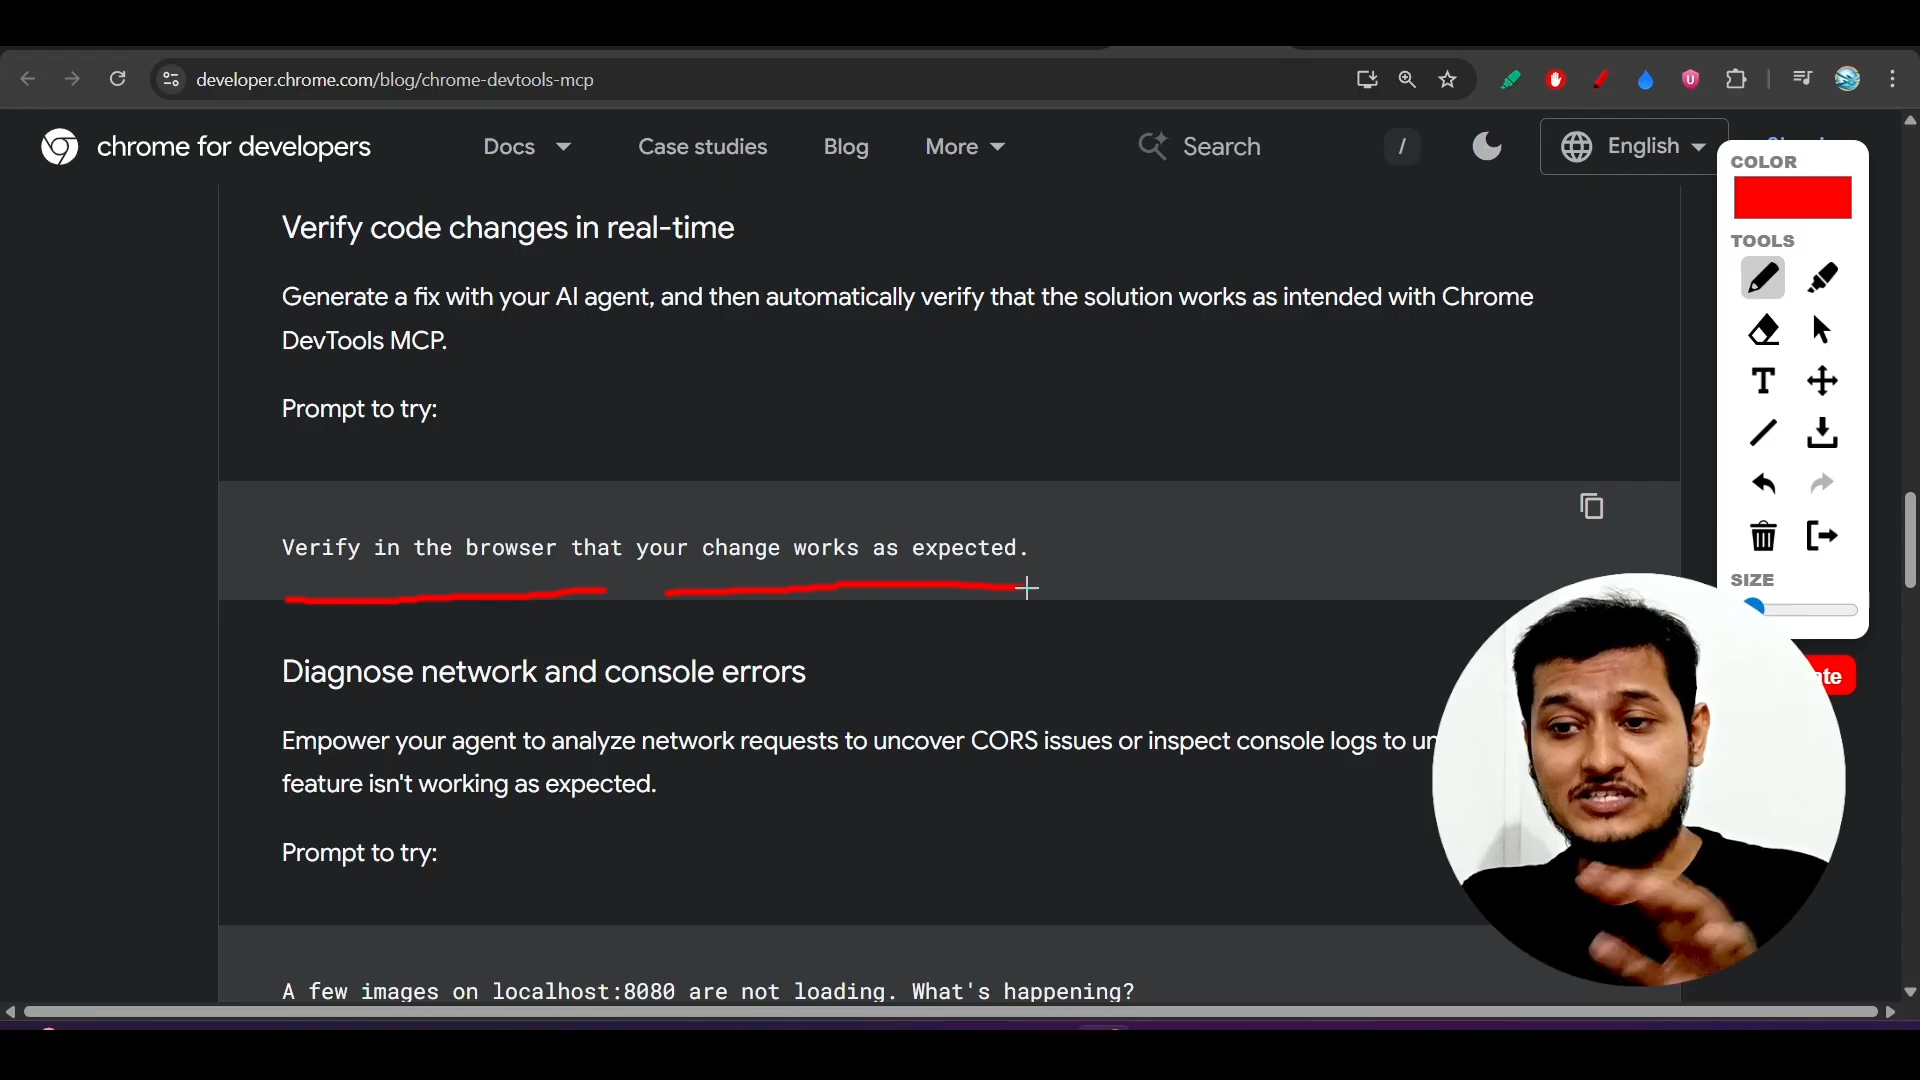 developer.chrome.com/blog/chrome-devtools-mcp
chrome for developers
Docs
Case studies
Blog
More
Search
/
English
COLOR
TOOLS
Verify code changes in real-time
Generate a fix with your AI agent, and then automatically verify that the solution works as intended with Chrome
DevTools MCP.
Prompt to try:
Verify in the browser that your change works as expected.
SIZE
Diagnose network and console errors
Empower your agent to analyze network requests to uncover CORS issues or inspect console logs to
feature isn't working as expected.
Prompt to try:
A few images on localhost:8080 are not loading. What's happening?